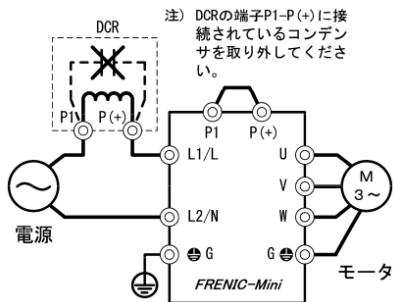 DCR
注) DCRの端子P1-P(+)に接
続されているコンデン
サを取り外してくださ
い。
P1
P(+)
P1
P(+)
L1/L
U
V
M
3~
L2/N
W
電源
G
G
モータ
FRENIC-Mini